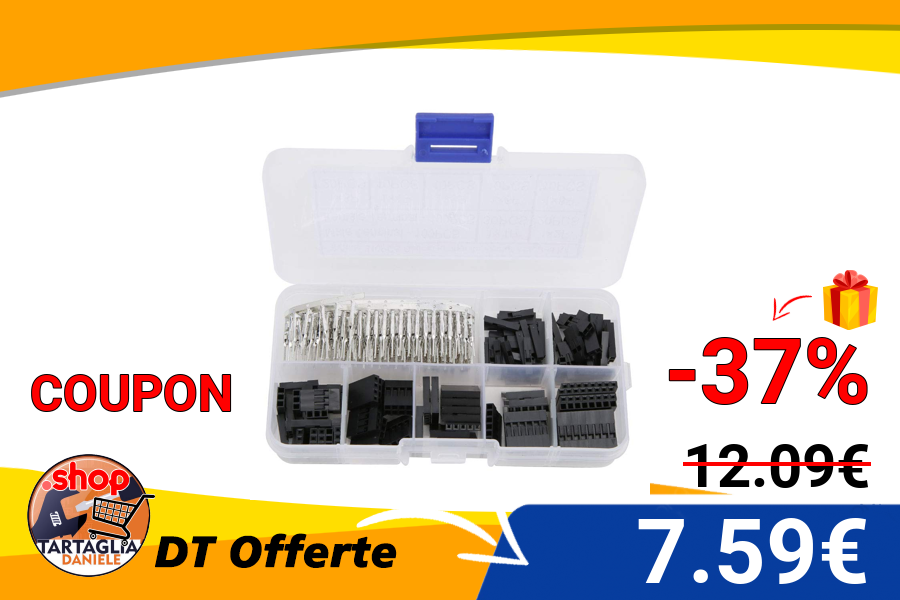 COUPON
-37%
12.09€
7.59€
.shop
TARTAGLIA
DANIELE
DT Offerte